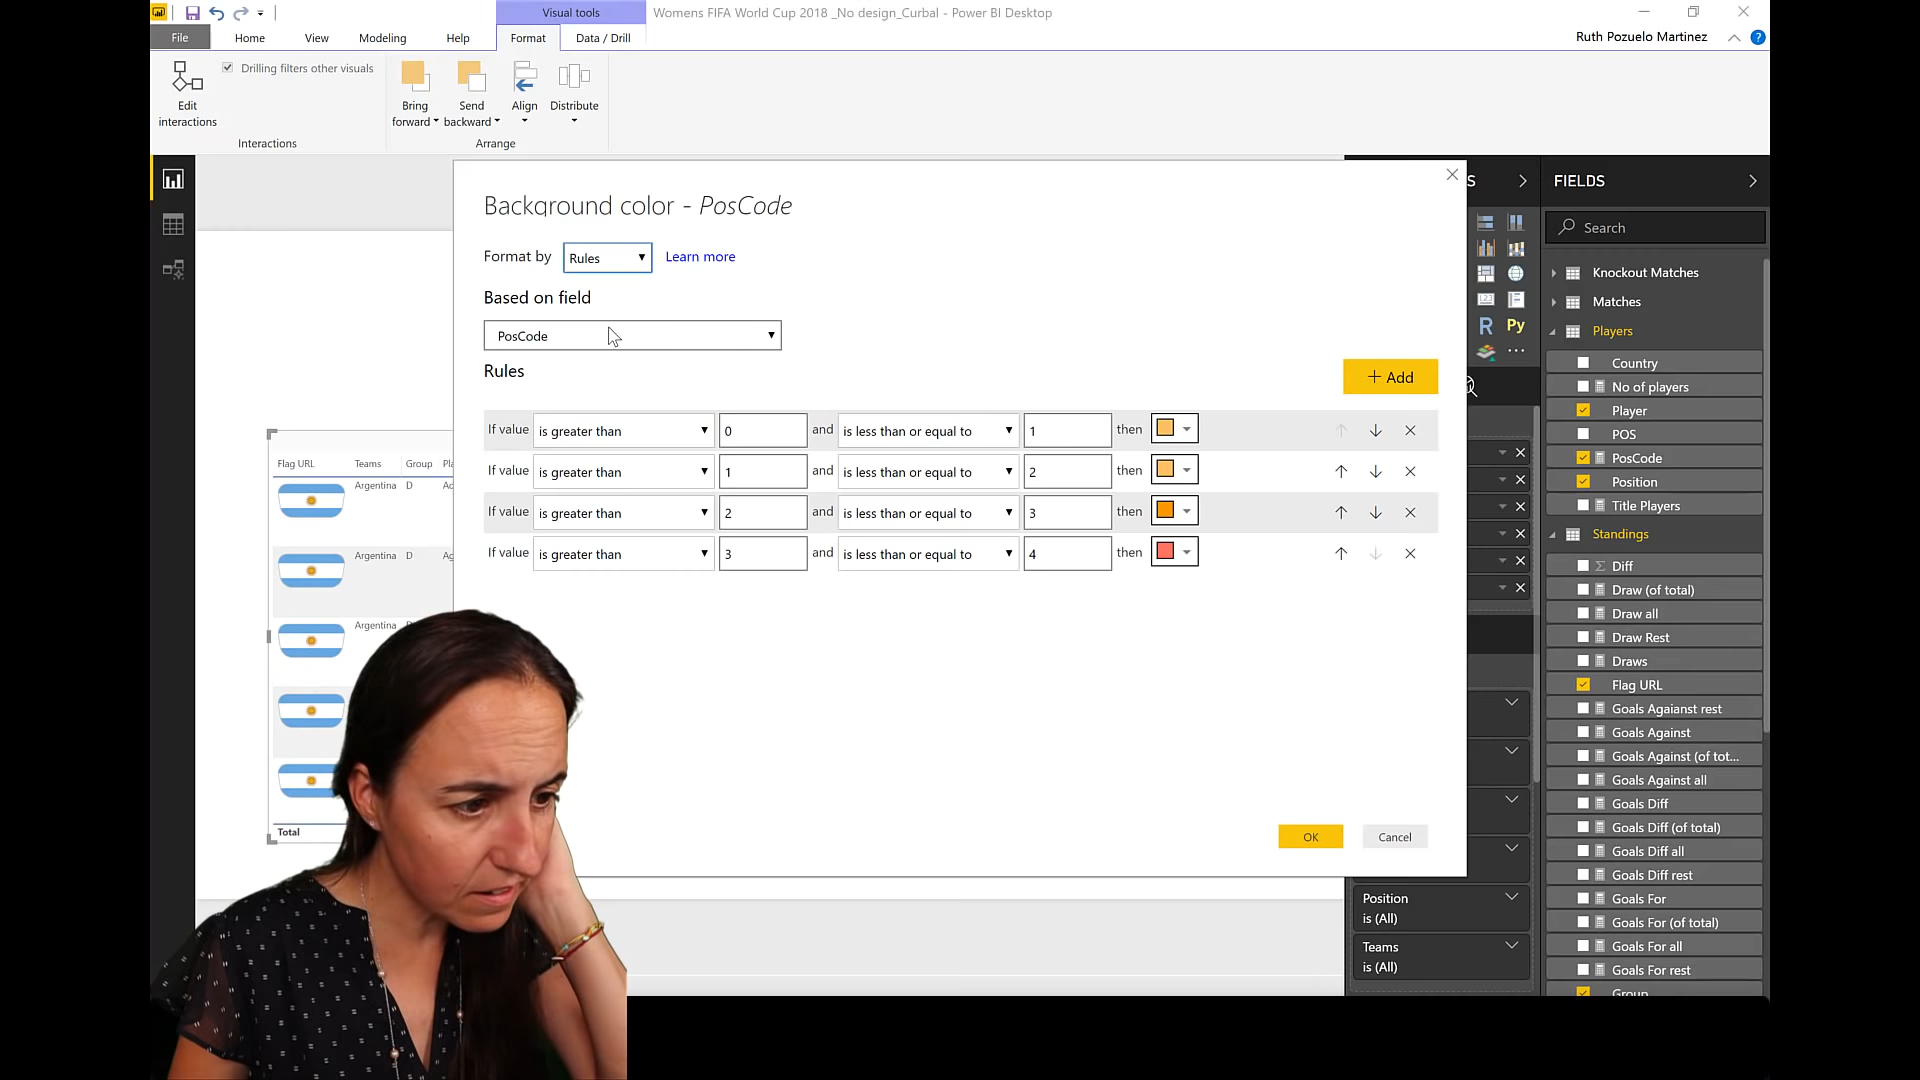 Visual tools
Womens FIFA World Cup 2018 _No design_Curbal - Power BI Desktop
File
Home
View
Modeling
Help
Format
Data / Drill
Ruth Pozuelo Martinez
?
Edit interactions
Drilling filters other visuals
Bring forward
Send backward
Align
Distribute
Interactions
Arrange
Background color - PosCode
Format by
Rules
Learn more
Based on field
PosCode
Rules
+ Add
If value is greater than 0 and is less than or equal to 1 then
If value is greater than 1 and is less than or equal to 2 then
If value is greater than 2 and is less than or equal to 3 then
If value is greater than 3 and is less than or equal to 4 then
OK
Cancel
Flag URL Teams Group
Argentina D
Argentina D
Argentina
Total
S
123
R
Py
Position
is (All)
Teams
is (All)
FIELDS
Search
Knockout Matches
Matches
Players
Country
No of players
Player
POS
PosCode
Position
Title Players
Standings
Σ Diff
Draw (of total)
Draw all
Draw Rest
Draws
Flag URL
Goals Agaianst rest
Goals Against
Goals Against (of tot...
Goals Against all
Goals Diff
Goals Diff (of total)
Goals Diff all
Goals Diff rest
Goals For
Goals For (of total)
Goals For all
Goals For rest
Group